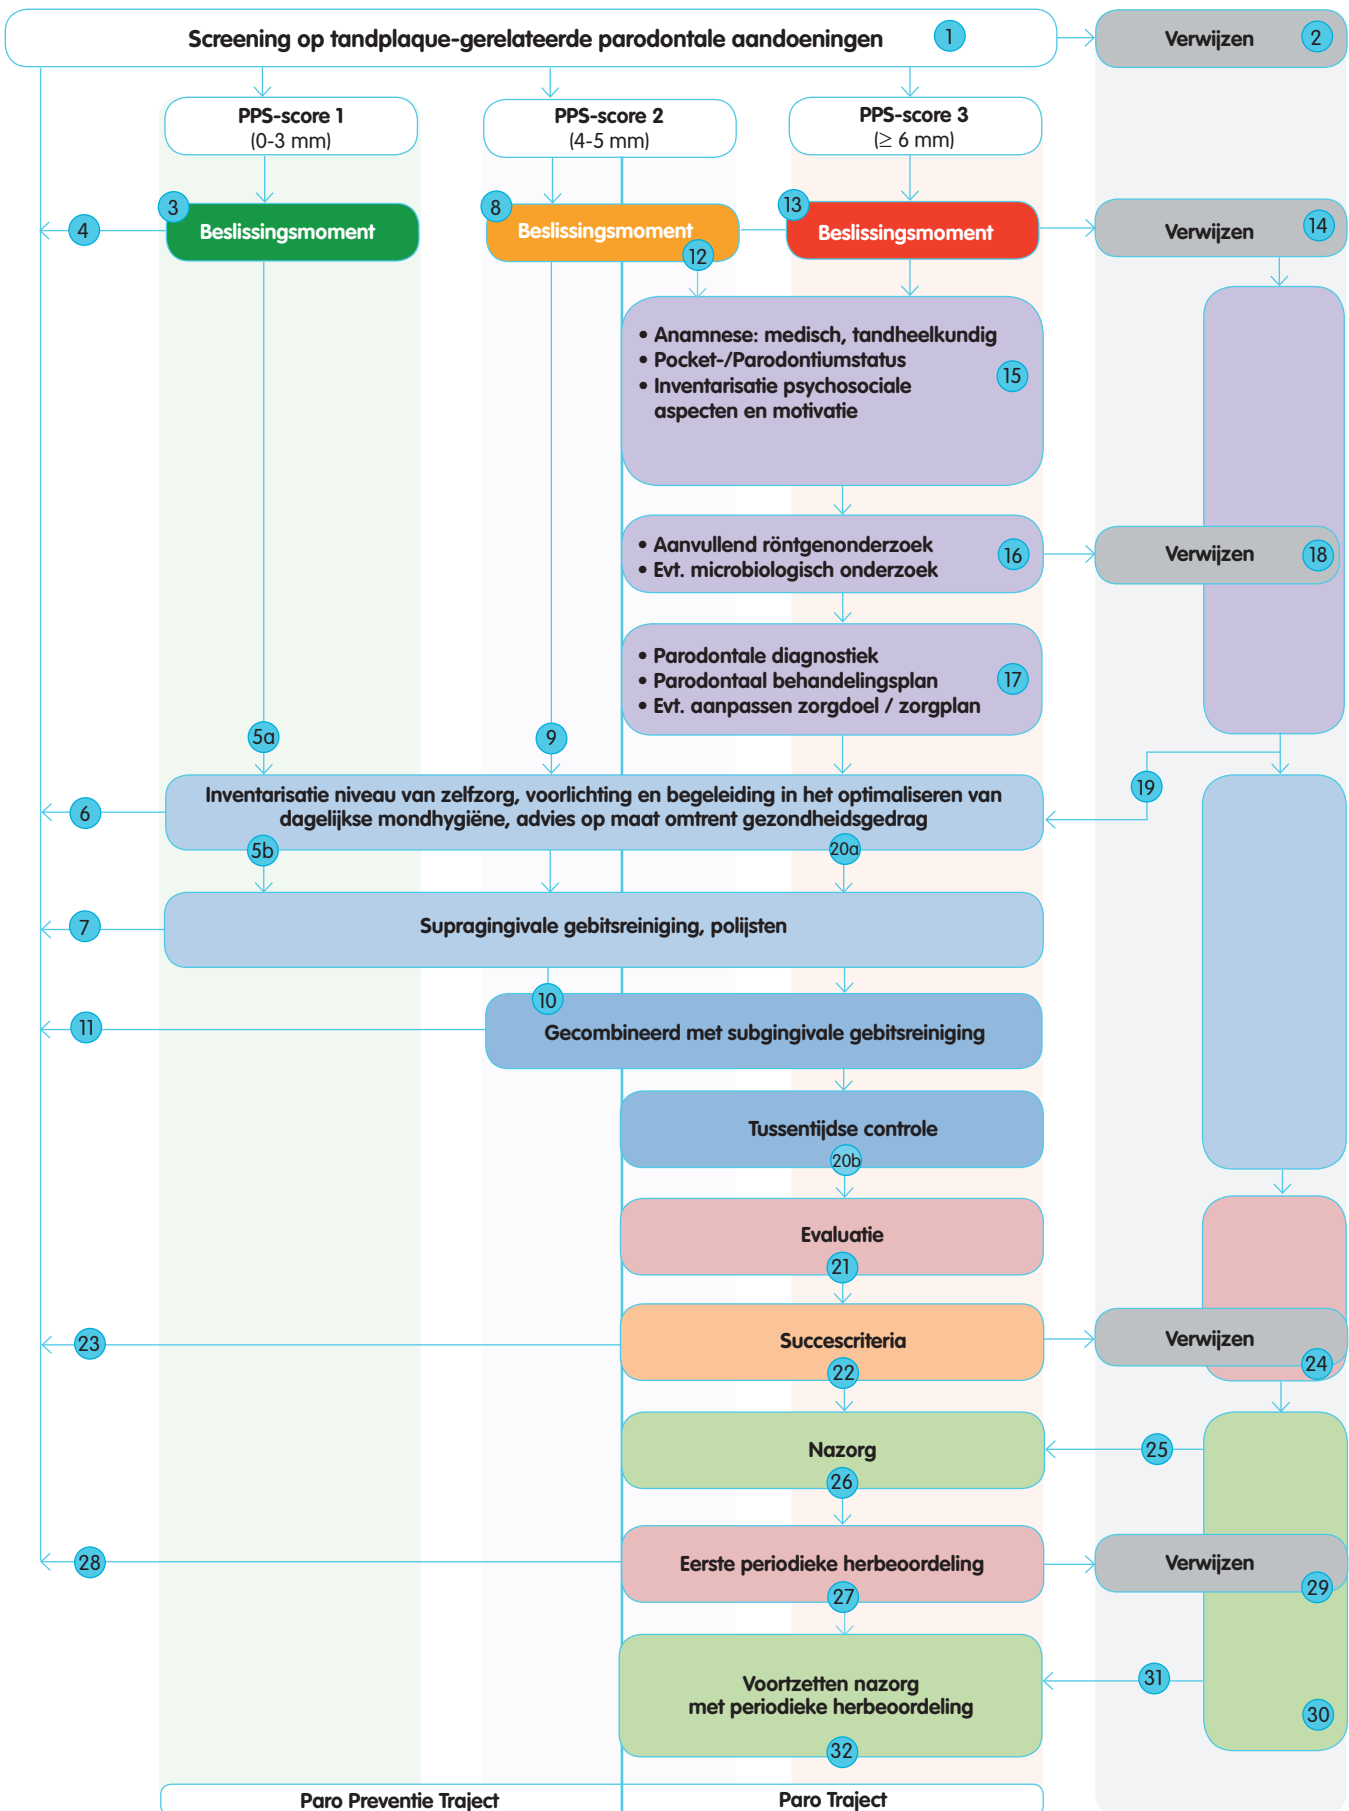 Screening op tandplaque-gerelateerde parodontale aandoeningen
1
Verwijzen
2
PPS-score 1
(0-3 mm)
PPS-score 2
(4-5 mm)
PPS-score 3
(≥ 6 mm)
3
Beslissingsmoment
4
8
Beslissingsmoment
12
13
Beslissingsmoment
Verwijzen
14
• Anamnese: medisch, tandheelkundig
• Pocket-/Parodontiumstatus
• Inventarisatie psychosociale
aspecten en motivatie
15
• Aanvullend röntgenonderzoek
• Evt. microbiologisch onderzoek
16
Verwijzen
18
• Parodontale diagnostiek
• Parodontaal behandelingsplan
• Evt. aanpassen zorgdoel / zorgplan
17
5a
9
19
Inventarisatie niveau van zelfzorg, voorlichting en begeleiding in het optimaliseren van
dagelijkse mondhygiëne, advies op maat omtrent gezondheidsgedrag
6
5b
20a
Supragingivale gebitsreiniging, polijsten
7
10
Gecombineerd met subgingivale gebitsreiniging
11
Tussentijdse controle
20b
Evaluatie
21
Succescriteria
22
23
Verwijzen
24
Nazorg
25
26
Eerste periodieke herbeoordeling
27
28
Verwijzen
29
Voortzetten nazorg
met periodieke herbeoordeling
31
30
32
Paro Preventie Traject
Paro Traject